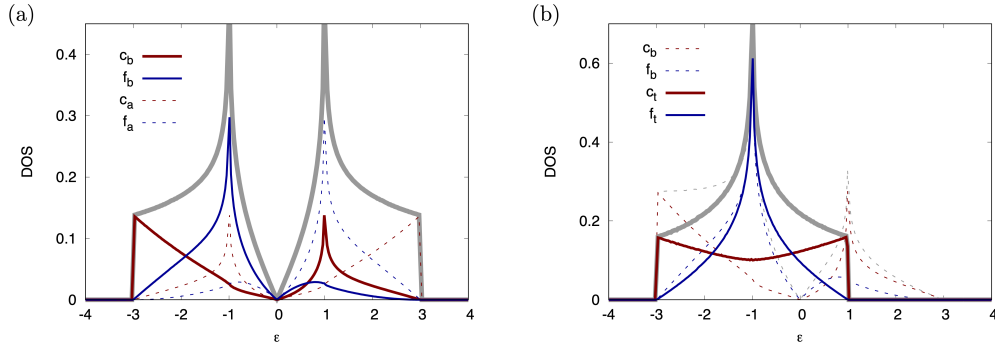 (a)
DOS
0.4
0.3
0.2
0.1
0
c_b
f_b
c_a
f_a
-4 -3 -2 -1 0 1 2 3 4
ε
(b)
DOS
0.6
0.4
0.2
0
c_b
f_b
c_t
f_t
-4 -3 -2 -1 0 1 2 3 4
ε